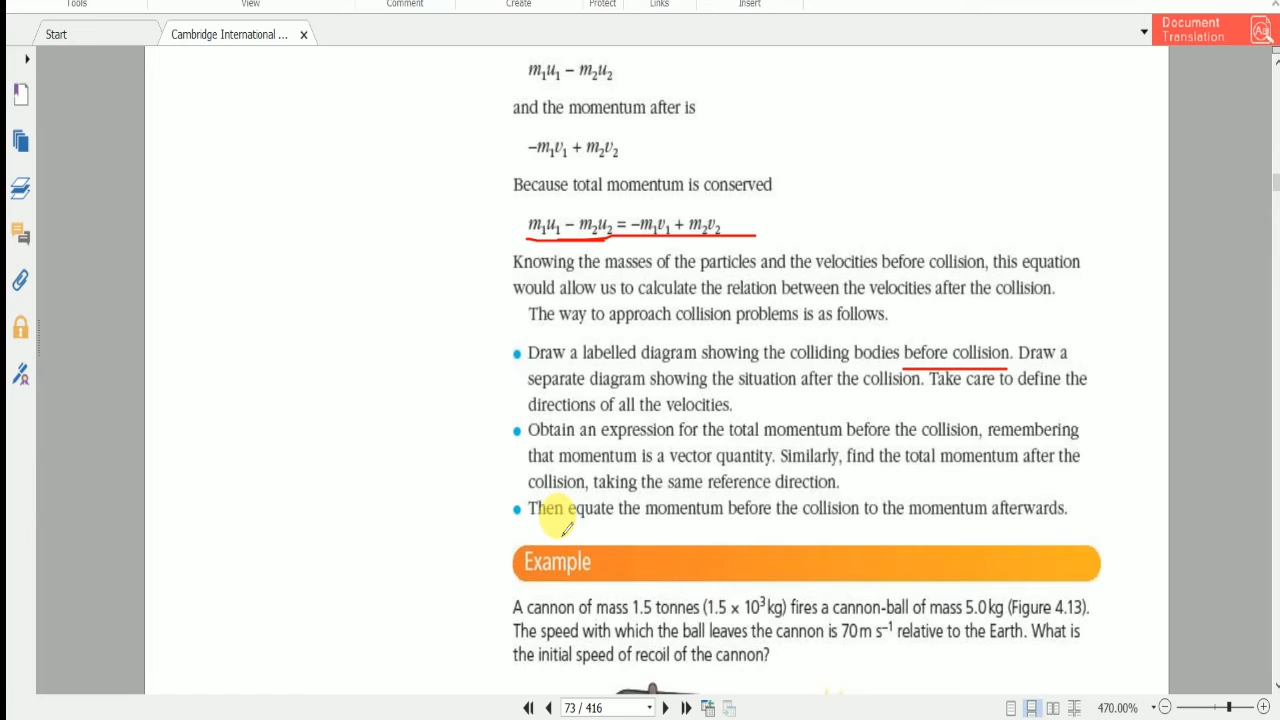 Tools View Comment Create Protect Links Insert
Start Cambridge International ...
Document
Translation
m₁u₁ – m₂u₂
and the momentum after is
–m₁v₁ + m₂v₂
Because total momentum is conserved
m₁u₁ – m₂u₂ = –m₁v₁ + m₂v₂
Knowing the masses of the particles and the velocities before collision, this equation
would allow us to calculate the relation between the velocities after the collision.
The way to approach collision problems is as follows.
• Draw a labelled diagram showing the colliding bodies before collision. Draw a
separate diagram showing the situation after the collision. Take care to define the
directions of all the velocities.
• Obtain an expression for the total momentum before the collision, remembering
that momentum is a vector quantity. Similarly, find the total momentum after the
collision, taking the same reference direction.
• Then equate the momentum before the collision to the momentum afterwards.
Example
A cannon of mass 1.5 tonnes (1.5 × 10³ kg) fires a cannon-ball of mass 5.0 kg (Figure 4.13).
The speed with which the ball leaves the cannon is 70 m s⁻¹ relative to the Earth. What is
the initial speed of recoil of the cannon?
73 / 416 470.00%